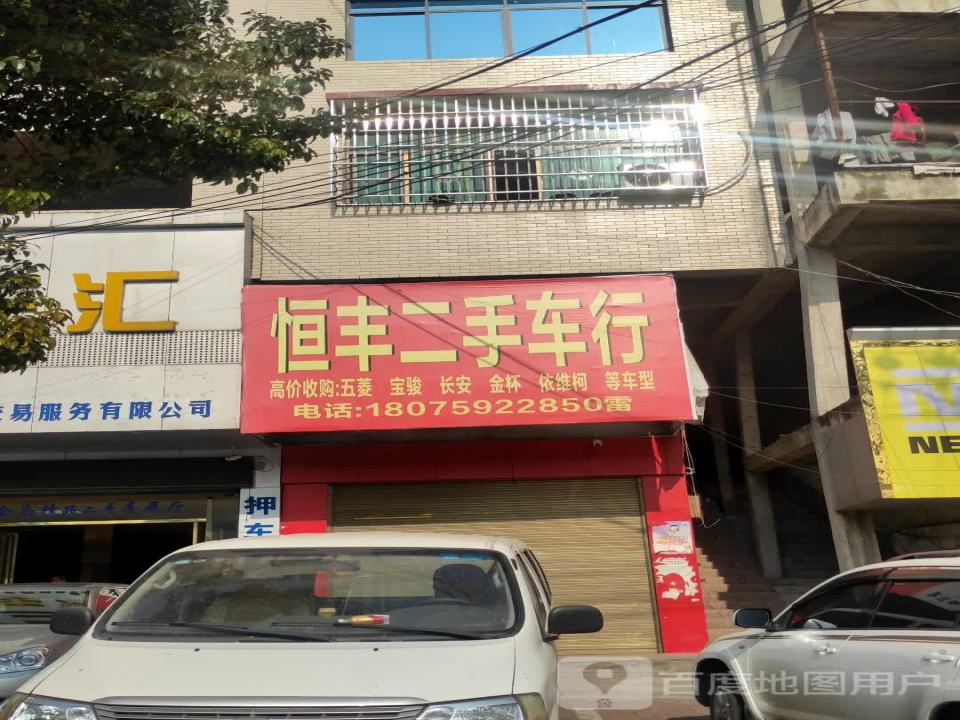 汇
易服务有限公司
恒丰二手车行
高价收购:五菱 宝骏 长安 金杯 依维柯 等车型
电话:18075922850雷
押车
NE
百度地图用户